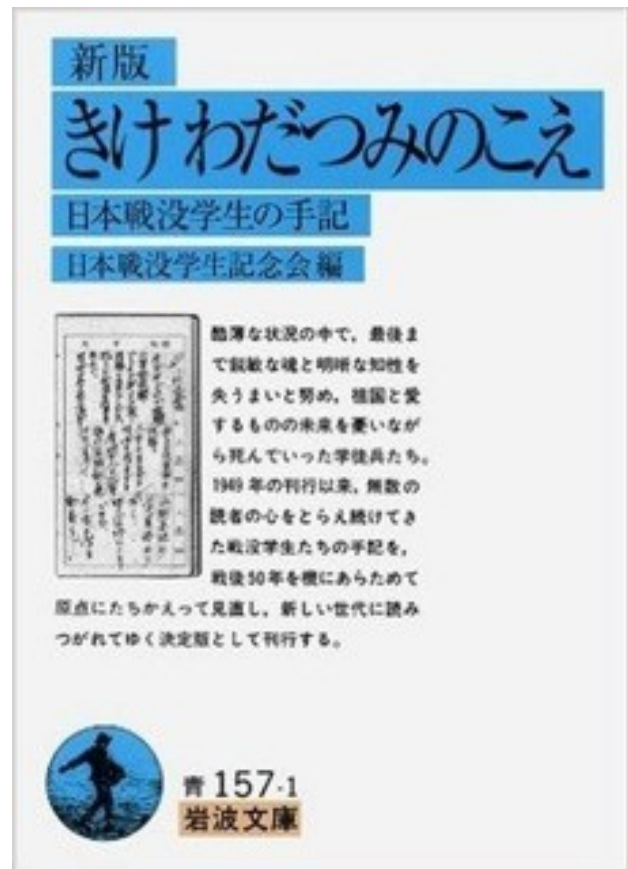 新版
きけ わだつみのこえ
日本戦没学生の手記
日本戦没学生記念会編
酷薄な状況の中で，最後ま
で鋭敏な魂と明晰な知性を
失うまいと努め，祖国と愛
するものの未来を憂いなが
ら死んでいった学徒兵たち。
1949年の刊行以来，無数の
読者の心をとらえ続けてき
た戦没学生たちの手記を，
戦後50年を機にあらためて
原点にたちかえって見直し，新しい世代に読み
つがれてゆく決定版として刊行する。
青 157-1
岩波文庫